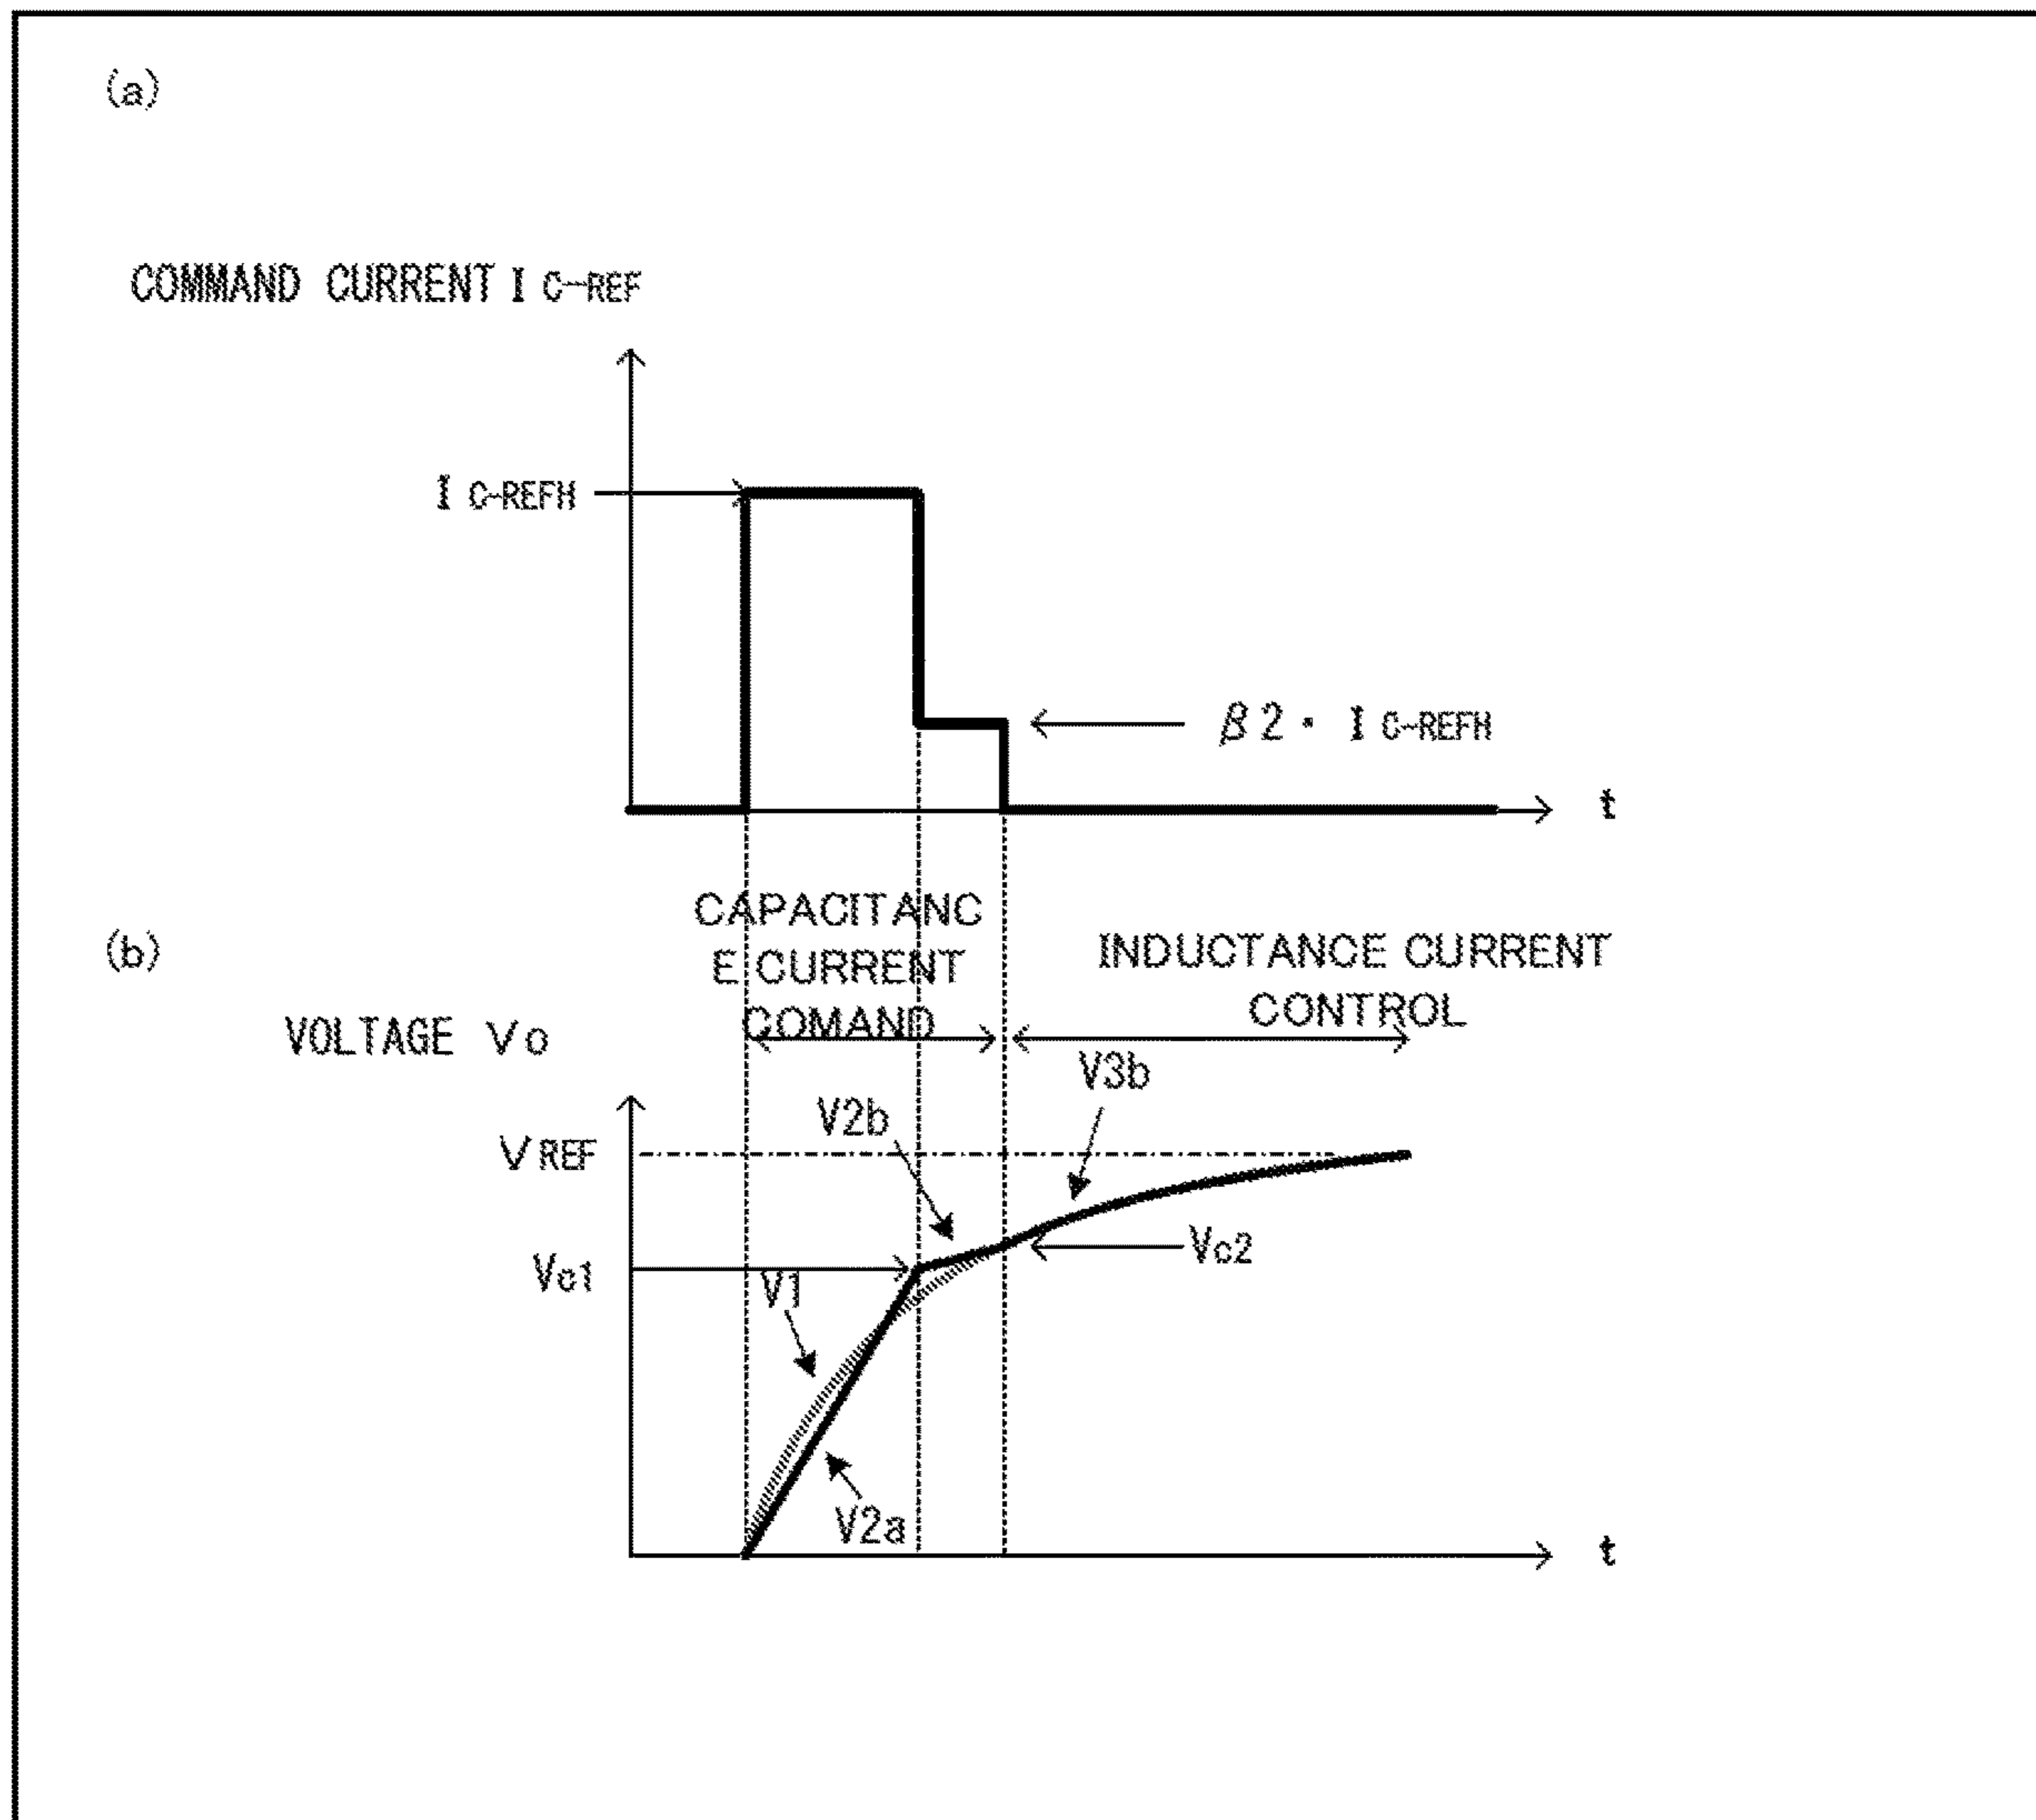 (a)
COMMAND CURRENT I C-REF
I C-REFH
β2・ I C-REFH
t
CAPACITANC
E CURRENT
COMAND
(b)
INDUCTANCE CURRENT
CONTROL
VOLTAGE Vo
V3b
V2b
VREF
Vc2
Vc1
V1
V2a
t